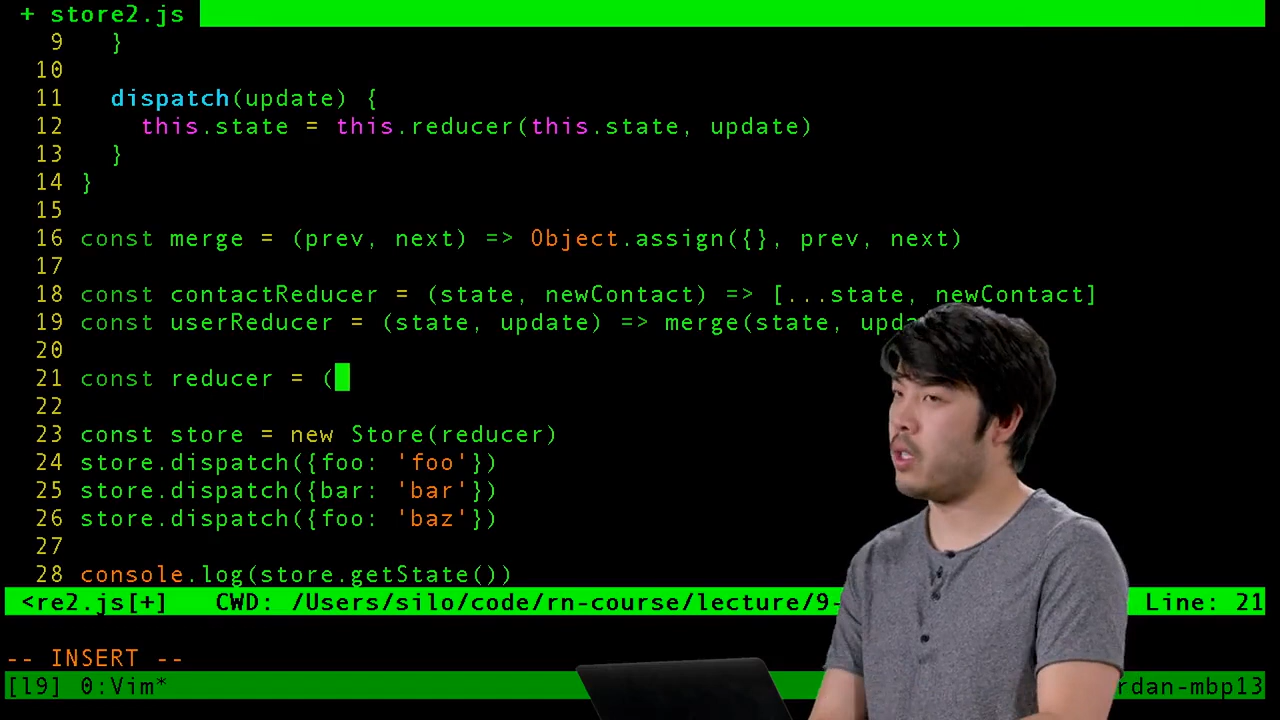 + store2.js
9 }
10
11 dispatch(update) {
12 this.state = this.reducer(this.state, update)
13 }
14 }
15
16 const merge = (prev, next) => Object.assign({}, prev, next)
17
18 const contactReducer = (state, newContact) => [...state, newContact]
19 const userReducer = (state, update) => merge(state,
20
21 const reducer = (
22
23 const store = new Store(reducer)
24 store.dispatch({foo: 'foo'})
25 store.dispatch({bar: 'bar'})
26 store.dispatch({foo: 'baz'})
27
28 console.log(store.getState())
<re2.js[+] CWD: /Users/silo/code/rn-course/lecture/9- Line: 21
-- INSERT --
[l9] 0:Vim* rdan-mbp13